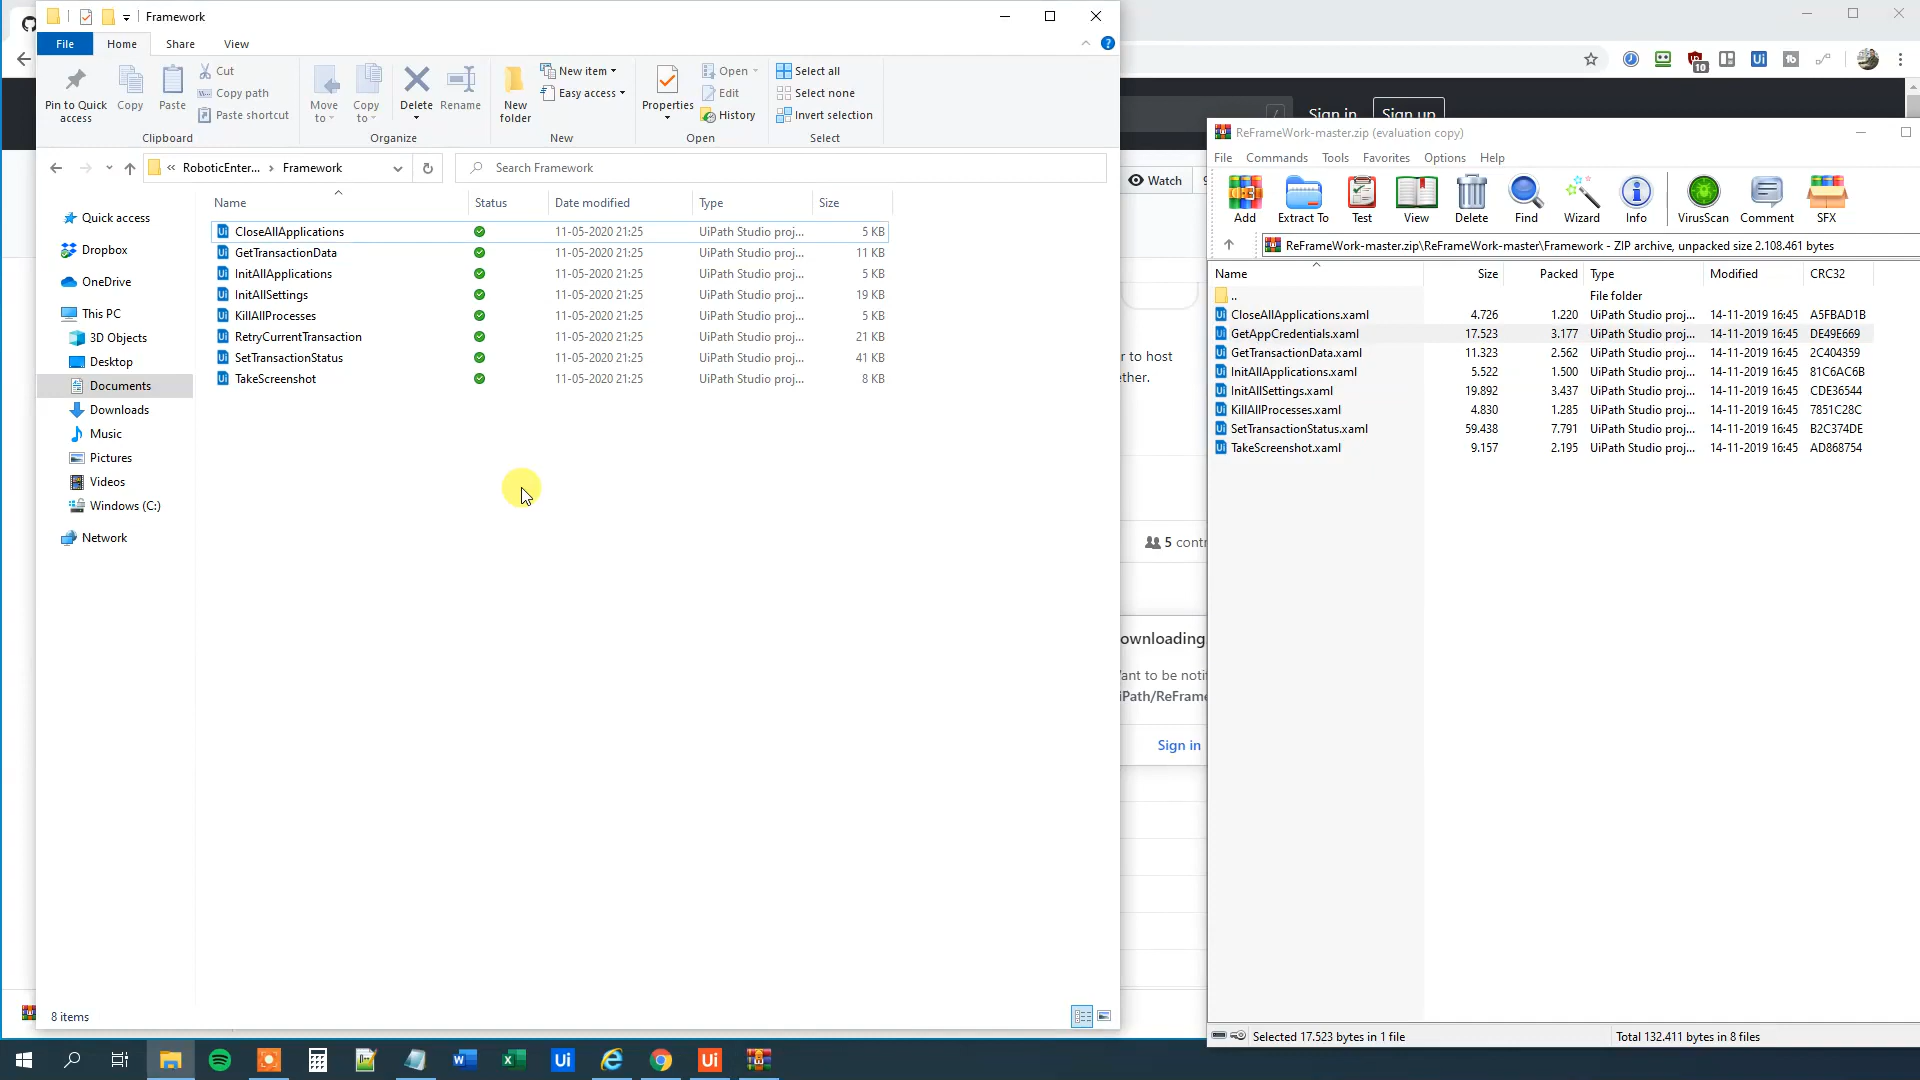 Framework
File
Home
Share
View
Pin to Quick access
Copy
Paste
Cut
Copy path
Paste shortcut
Clipboard
Move to
Copy to
Delete
Rename
Organize
New folder
New item
Easy access
New
Properties
Open
Edit
History
Open
Select all
Select none
Invert selection
Select
« RoboticEnter... › Framework
Search Framework
Name Status Date modified Type Size
CloseAllApplications 11-05-2020 21:25 UiPath Studio proj... 5 KB
GetTransactionData 11-05-2020 21:25 UiPath Studio proj... 11 KB
InitAllApplications 11-05-2020 21:25 UiPath Studio proj... 5 KB
InitAllSettings 11-05-2020 21:25 UiPath Studio proj... 19 KB
KillAllProcesses 11-05-2020 21:25 UiPath Studio proj... 5 KB
RetryCurrentTransaction 11-05-2020 21:25 UiPath Studio proj... 21 KB
SetTransactionStatus 11-05-2020 21:25 UiPath Studio proj... 41 KB
TakeScreenshot 11-05-2020 21:25 UiPath Studio proj... 8 KB
Quick access
Dropbox
OneDrive
This PC
3D Objects
Desktop
Documents
Downloads
Music
Pictures
Videos
Windows (C:)
Network
8 items
10
Ui
Sign in
Sign up
Watch
r to host
ther.
5 contr
ownloading
ant to be noti
iPath/ReFrame
Sign in
ReFrameWork-master.zip (evaluation copy)
File Commands Tools Favorites Options Help
Add
Extract To
Test
View
Delete
Find
Wizard
Info
VirusScan
Comment
SFX
ReFrameWork-master.zip\ReFrameWork-master\Framework - ZIP archive, unpacked size 2.108.461 bytes
Name Size Packed Type Modified CRC32
.. File folder
CloseAllApplications.xaml 4.726 1.220 UiPath Studio proj... 14-11-2019 16:45 A5FBAD1B
GetAppCredentials.xaml 17.523 3.177 UiPath Studio proj... 14-11-2019 16:45 DE49E669
GetTransactionData.xaml 11.323 2.562 UiPath Studio proj... 14-11-2019 16:45 2C404359
InitAllApplications.xaml 5.522 1.500 UiPath Studio proj... 14-11-2019 16:45 81C6AC6B
InitAllSettings.xaml 19.892 3.437 UiPath Studio proj... 14-11-2019 16:45 CDE36544
KillAllProcesses.xaml 4.830 1.285 UiPath Studio proj... 14-11-2019 16:45 7851C28C
SetTransactionStatus.xaml 59.438 7.791 UiPath Studio proj... 14-11-2019 16:45 B2C374DE
TakeScreenshot.xaml 9.157 2.195 UiPath Studio proj... 14-11-2019 16:45 AD868754
Selected 17.523 bytes in 1 file
Total 132.411 bytes in 8 files
Ui
Ui